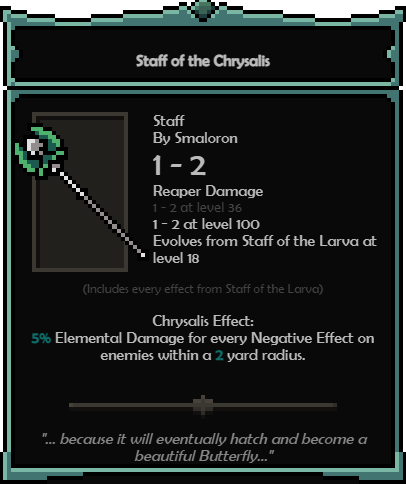 Staff of the Chrysalis
Staff
By Smaloron
1 - 2
Reaper Damage
1 - 2 at level 36
1 - 2 at level 100
Evolves from Staff of the Larva at
level 18
(Includes every effect from Staff of the Larva)
Chrysalis Effect:
5% Elemental Damage for every Negative Effect on
enemies within a 2 yard radius.
"... because it will eventually hatch and become a
beautiful Butterfly..."